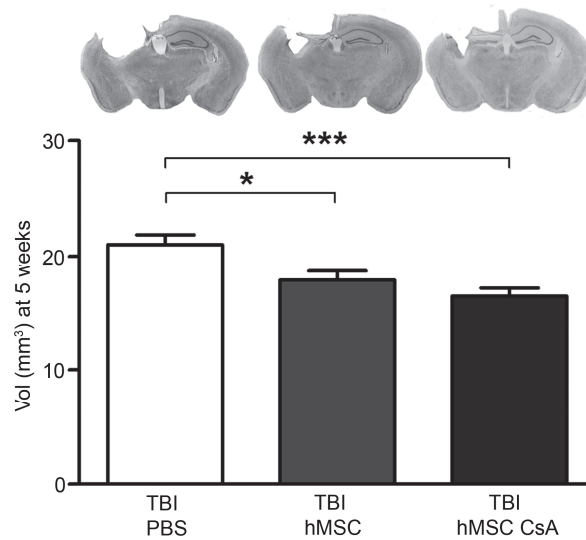 ***
*
30
20
10
0
Vol (mm³) at 5 weeks
TBI
PBS
TBI
hMSC
TBI
hMSC CsA